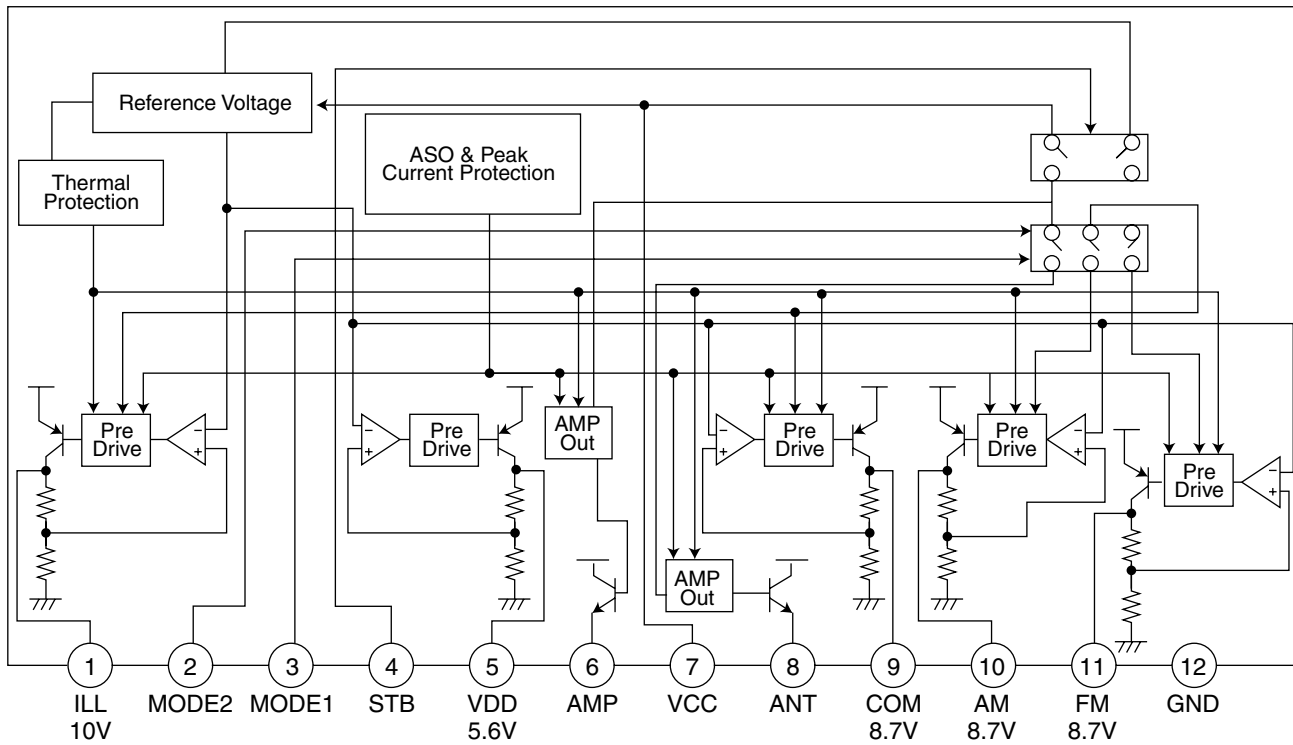 Reference Voltage
ASO & Peak
Current Protection
Thermal
Protection
Pre
Drive
−
+
−
+
Pre
Drive
AMP
Out
−
+
Pre
Drive
Pre
Drive
−
+
Pre
Drive
−
+
AMP
Out
1
2
3
4
5
6
7
8
9
10
11
12
ILL
10V
MODE2
MODE1
STB
VDD
5.6V
AMP
VCC
ANT
COM
8.7V
AM
8.7V
FM
8.7V
GND